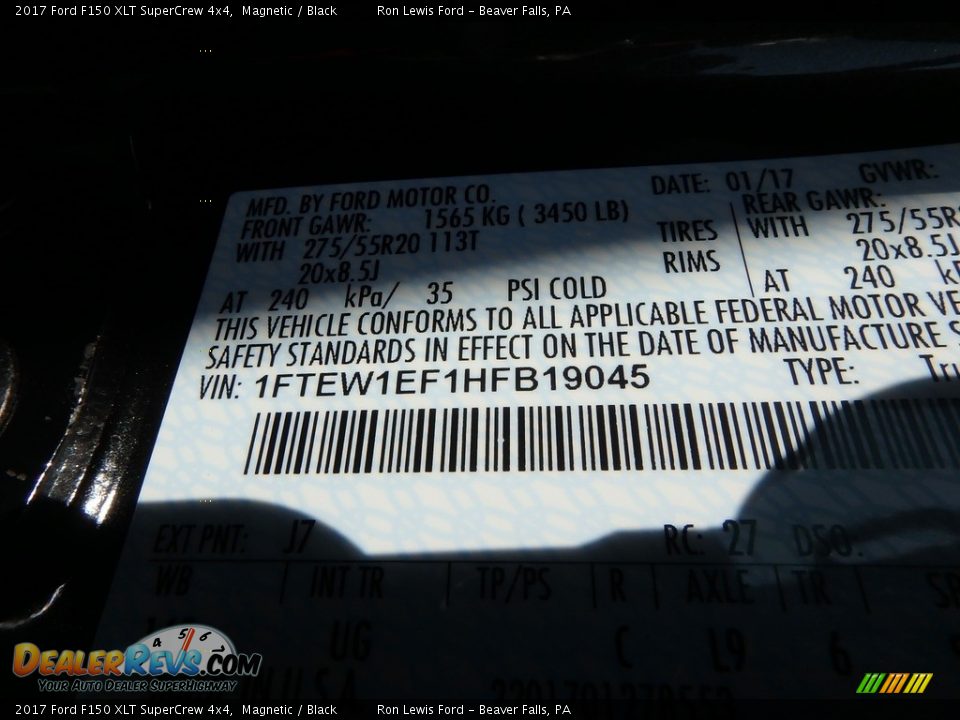 2017 Ford F150 XLT SuperCrew 4x4, Magnetic / Black Ron Lewis Ford - Beaver Falls, PA
MFD. BY FORD MOTOR CO. DATE: 01/17 GVWR:
FRONT GAWR: 1565 KG ( 3450 LB) REAR GAWR:
WITH 275/55R20 113T TIRES WITH 275/55R
20x8.5J RIMS 20x8.5J
AT 240 kPa/ 35 PSI COLD AT 240
THIS VEHICLE CONFORMS TO ALL APPLICABLE FEDERAL MOTOR VE
SAFETY STANDARDS IN EFFECT ON THE DATE OF MANUFACTURE
VIN: 1FTEW1EF1HFB19045 TYPE: Tru
EXT PNT: J7 RC: 27 DSO:
WB INT TR TP/PS R AXLE TR
UG C L9 6
DEALERREVS.COM
YOUR AUTO DEALER SUPERHIGHWAY
2017 Ford F150 XLT SuperCrew 4x4, Magnetic / Black Ron Lewis Ford - Beaver Falls, PA